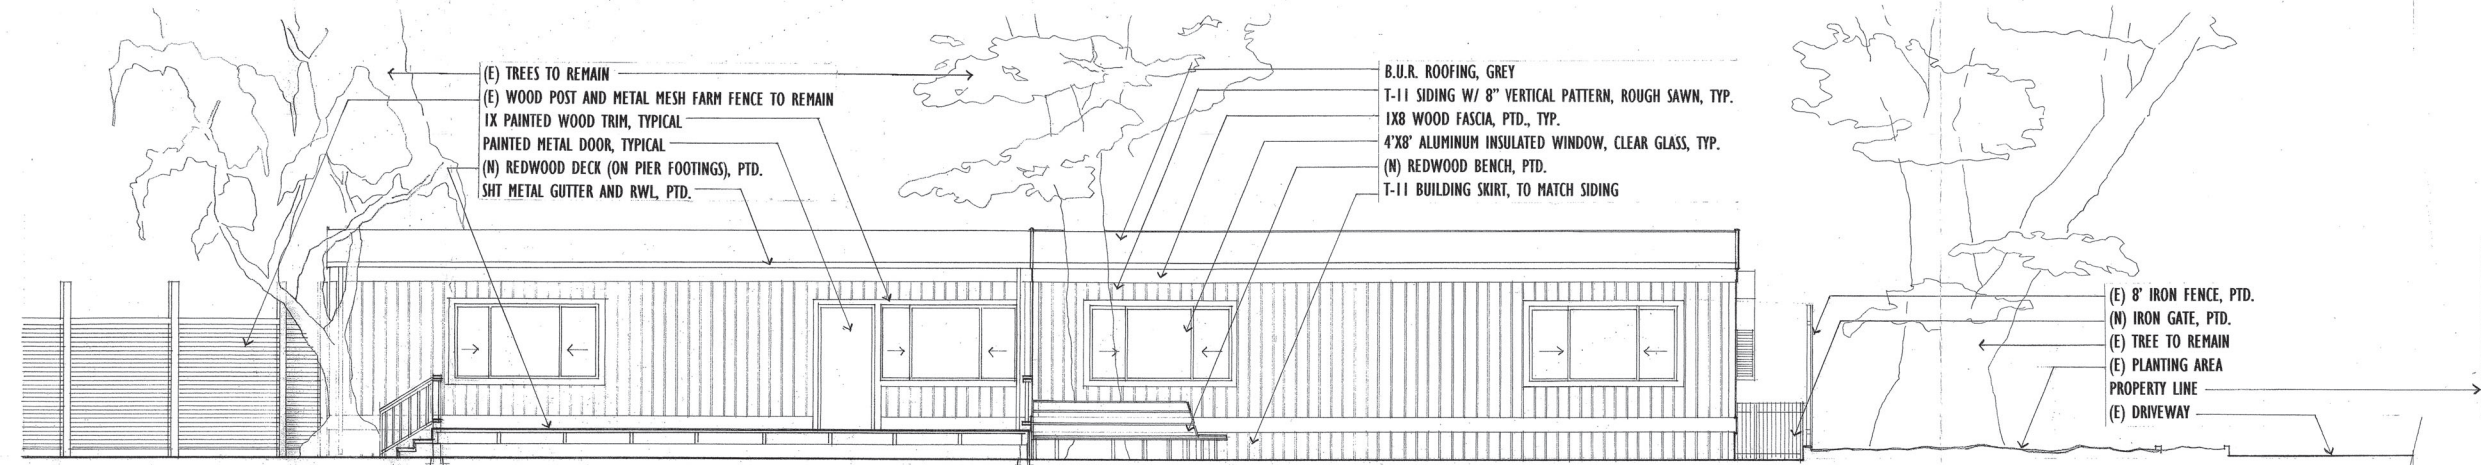 (E) TREES TO REMAIN
(E) WOOD POST AND METAL MESH FARM FENCE TO REMAIN
1X PAINTED WOOD TRIM, TYPICAL
PAINTED METAL DOOR, TYPICAL
(N) REDWOOD DECK (ON PIER FOOTINGS), PTD.
SHT METAL GUTTER AND RWL, PTD.
B.U.R. ROOFING, GREY
T-11 SIDING W/ 8" VERTICAL PATTERN, ROUGH SAWN, TYP.
1X8 WOOD FASCIA, PTD., TYP.
4'X8' ALUMINUM INSULATED WINDOW, CLEAR GLASS, TYP.
(N) REDWOOD BENCH, PTD.
T-11 BUILDING SKIRT, TO MATCH SIDING
(E) 8' IRON FENCE, PTD.
(N) IRON GATE, PTD.
(E) TREE TO REMAIN
(E) PLANTING AREA
PROPERTY LINE
(E) DRIVEWAY